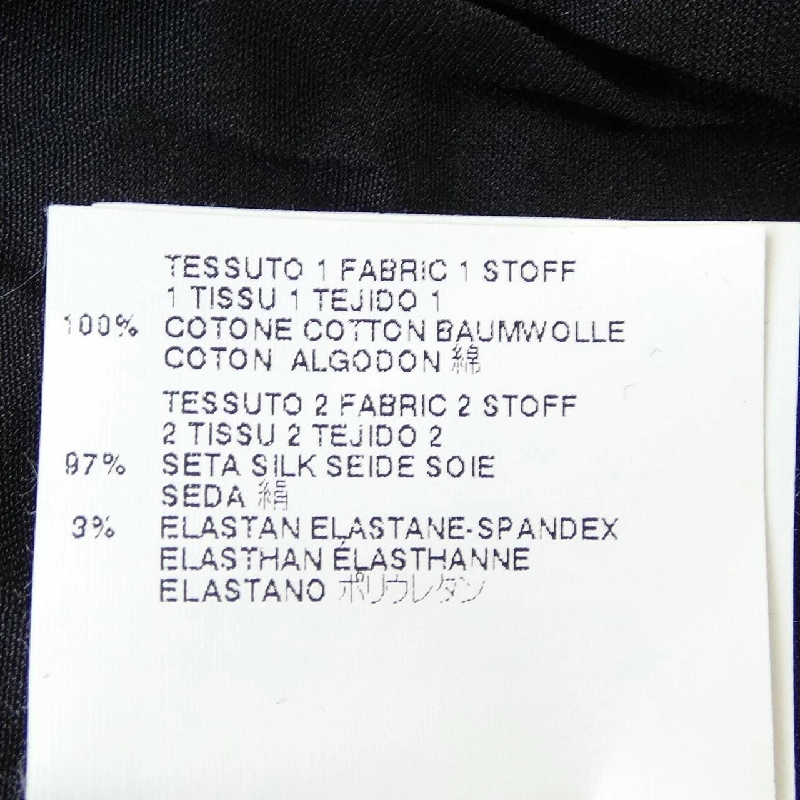 TESSUTO 1 FABRIC 1 STOFF
1 TISSU 1 TEJIDO 1
100% COTONE COTTON BAUMWOLLE
COTON ALGODON 綿
TESSUTO 2 FABRIC 2 STOFF
2 TISSU 2 TEJIDO 2
97% SETA SILK SEIDE SOIE
SEDA 絹
3% ELASTAN ELASTANE-SPANDEX
ELASTHAN ÉLASTHANNE
ELASTANO ポリウレタン